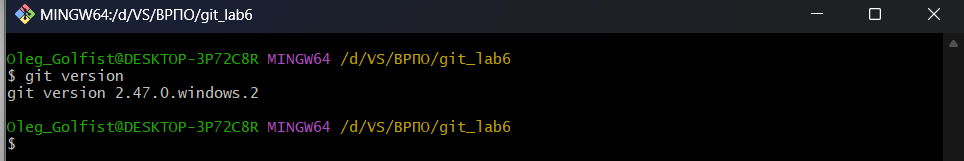 MINGW64:/d/VS/ВРПО/git_lab6
Oleg_Golfist@DESKTOP-3P72C8R MINGW64 /d/VS/ВРПО/git_lab6
$ git version
git version 2.47.0.windows.2
Oleg_Golfist@DESKTOP-3P72C8R MINGW64 /d/VS/ВРПО/git_lab6
$